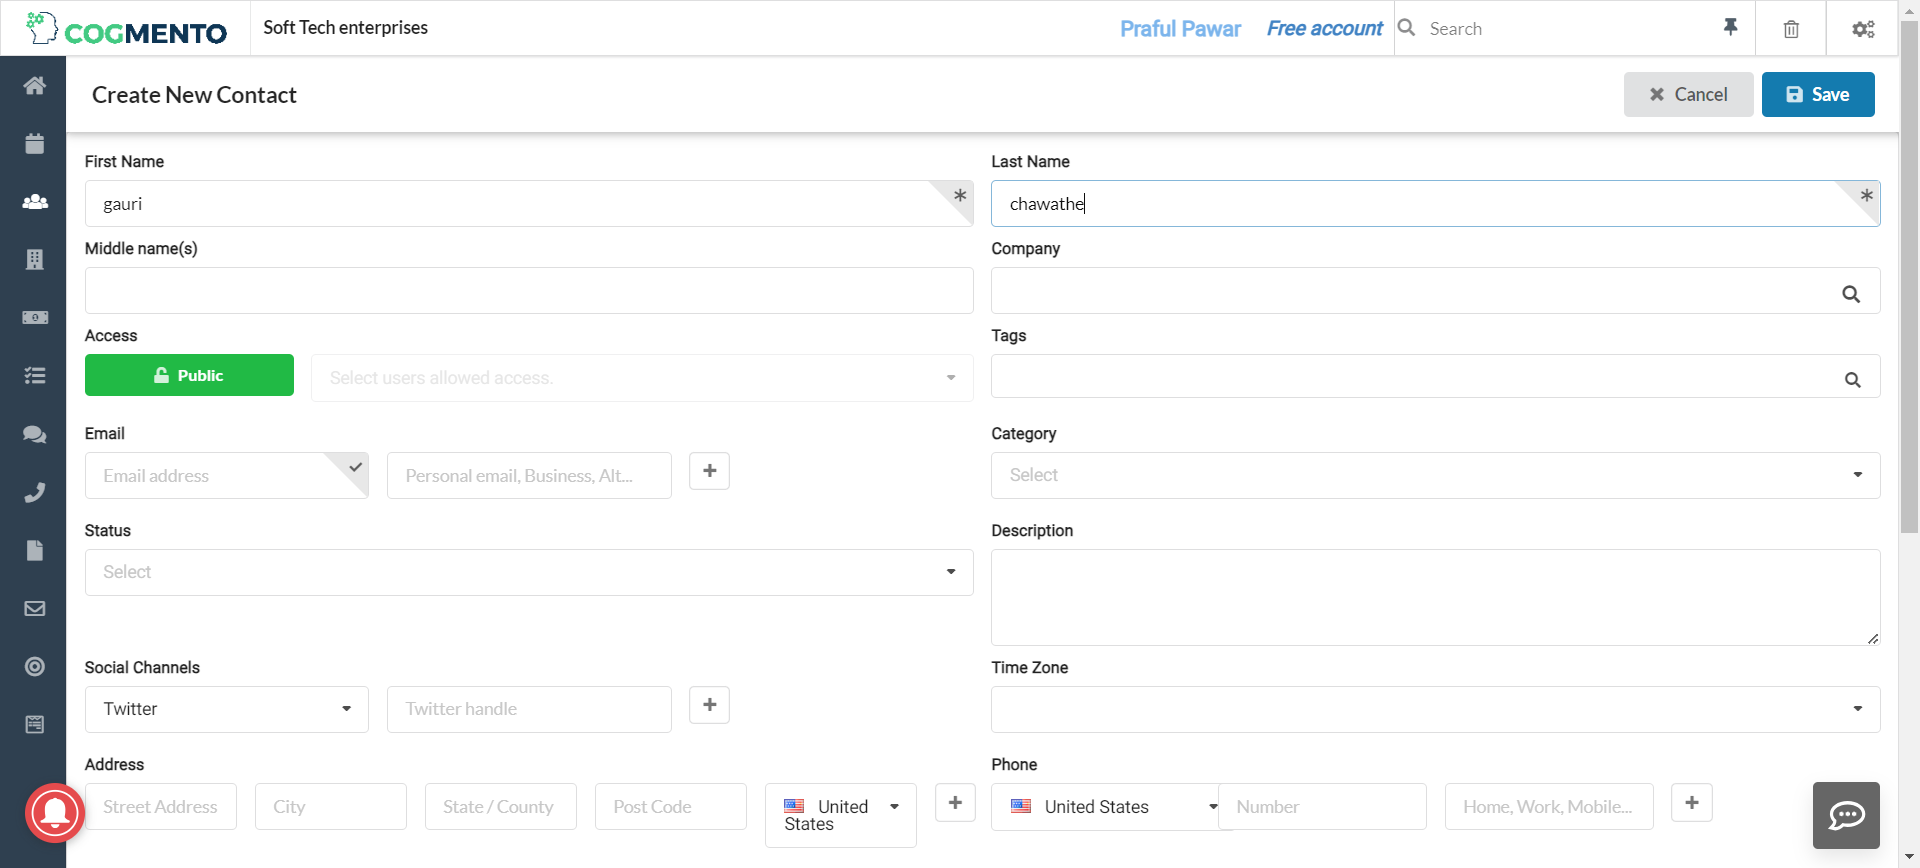 COGMENTO
Soft Tech enterprises
Praful Pawar
Free account
Search
Create New Contact
Cancel
Save
First Name
Last Name
gauri
chawathe
Middle name(s)
Company
Access
Tags
Public
Select users allowed access.
Email
Category
Email address
Personal email, Business, Alt...
Select
Status
Description
Select
Social Channels
Time Zone
Twitter
Twitter handle
Address
Phone
Street Address
City
State / County
Post Code
United
States
United States
Number
Home, Work, Mobile...